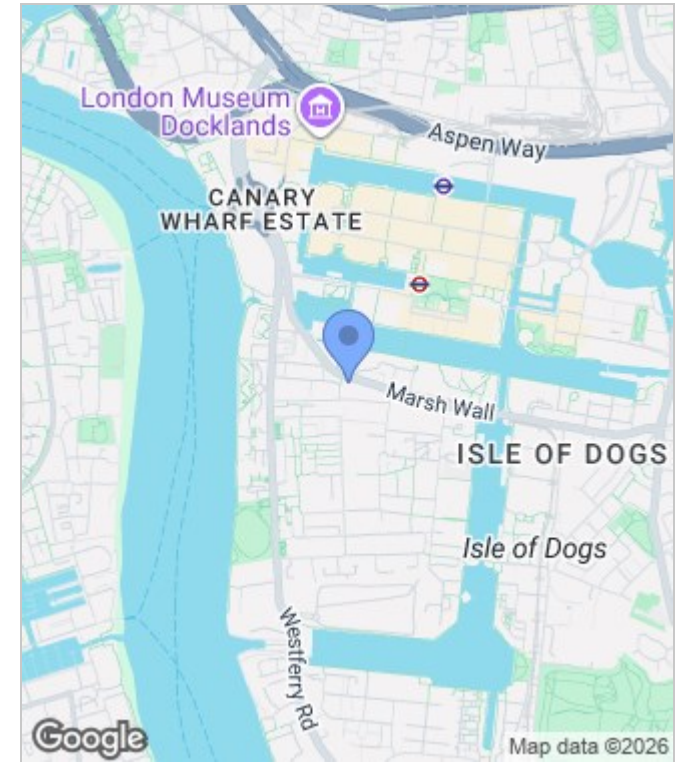 London Museum
Docklands
Aspen Way
CANARY
WHARF ESTATE
Marsh Wall
ISLE OF DOGS
Isle of Dogs
Westferry Rd
Google
Map data ©2026